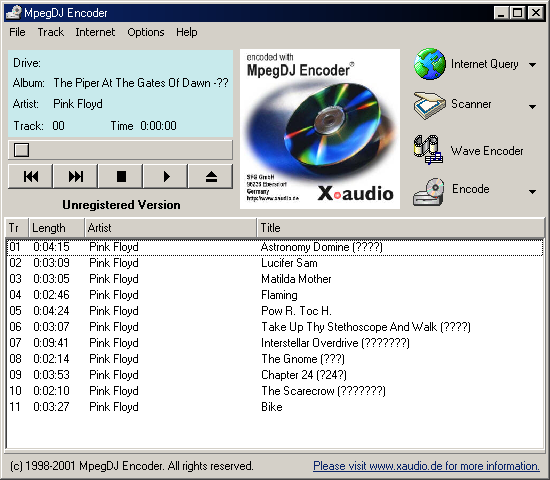 MpegDJ Encoder
File Track Internet Options Help
Drive:
Album: The Piper At The Gates Of Dawn -??
Artist: Pink Floyd
Track: 00 Time 0:00:00
Unregistered Version
encoded with
MpegDJ Encoder®
SFG GmbH
96226 Ebersdorf
Germany
http://www.xaudio.de
X•audio
Internet Query
Scanner
Wave Encoder
Encode
Tr Length Artist Title
01 0:04:15 Pink Floyd Astronomy Domine (????)
02 0:03:09 Pink Floyd Lucifer Sam
03 0:03:05 Pink Floyd Matilda Mother
04 0:02:46 Pink Floyd Flaming
05 0:04:24 Pink Floyd Pow R. Toc H.
06 0:03:07 Pink Floyd Take Up Thy Stethoscope And Walk (????)
07 0:09:41 Pink Floyd Interstellar Overdrive (???????)
08 0:02:14 Pink Floyd The Gnome (???)
09 0:03:53 Pink Floyd Chapter 24 (?24?)
10 0:02:10 Pink Floyd The Scarecrow (???????)
11 0:03:27 Pink Floyd Bike
(c) 1998-2001 MpegDJ Encoder. All rights reserved.
Please visit www.xaudio.de for more information.